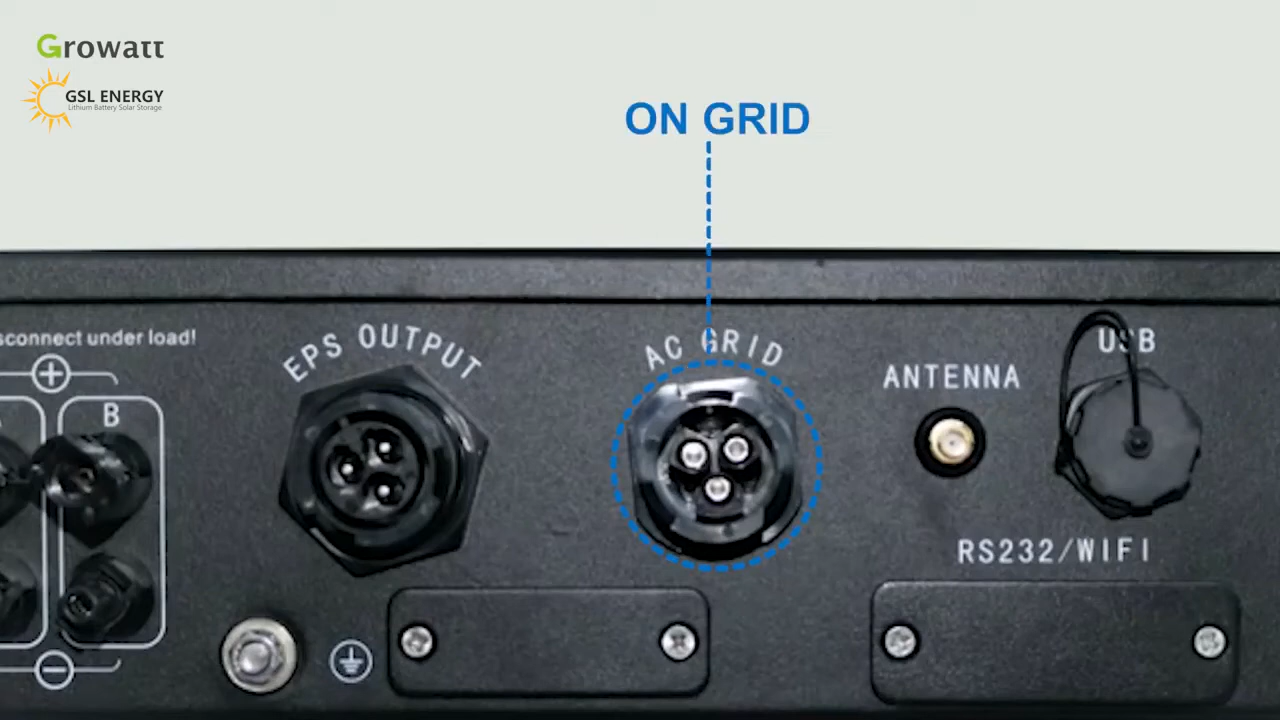 Growatt
GSL ENERGY
Lithium Battery Solar Storage
ON GRID
sconnect under load!
EPS OUTPUT
AC GRID
USB
ANTENNA
B
RS232/WIFI